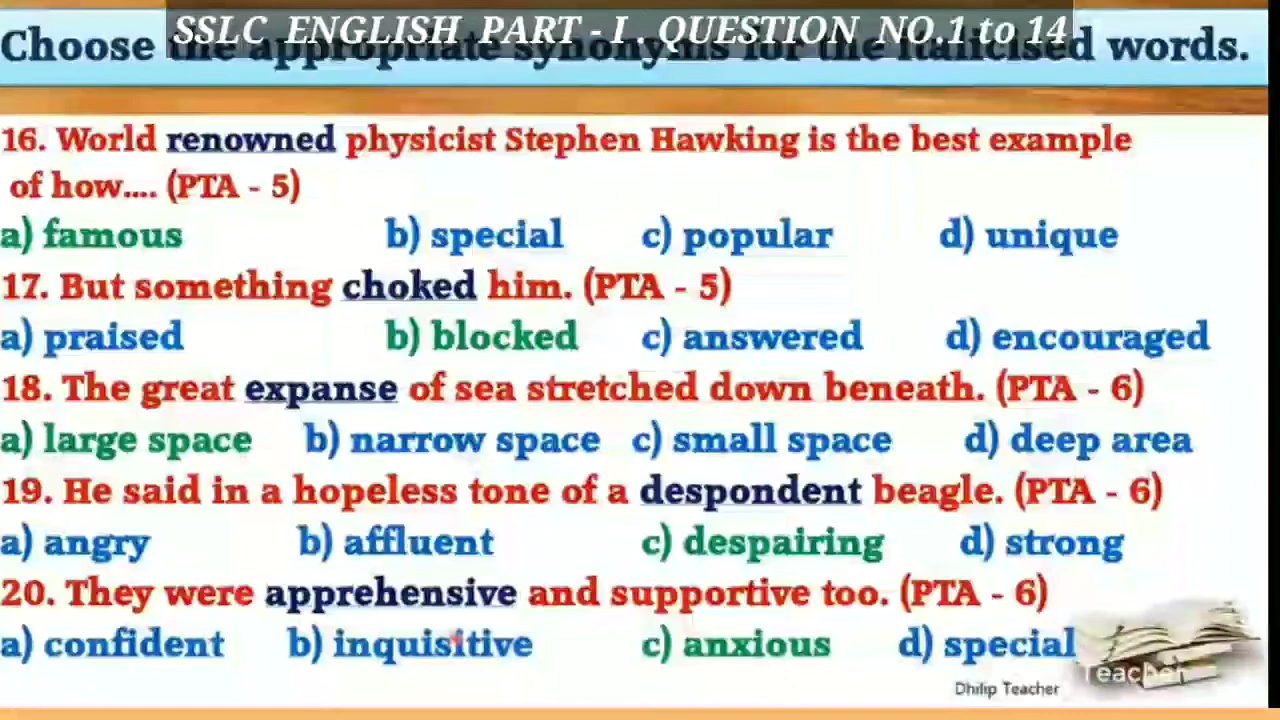 SSLC ENGLISH PART - I . QUESTION NO.1 to 14
Choose the appropriate synonyms for the italicised words.
16. World renowned physicist Stephen Hawking is the best example
of how.... (PTA - 5)
a) famous b) special c) popular d) unique
17. But something choked him. (PTA - 5)
a) praised b) blocked c) answered d) encouraged
18. The great expanse of sea stretched down beneath. (PTA - 6)
a) large space b) narrow space c) small space d) deep area
19. He said in a hopeless tone of a despondent beagle. (PTA - 6)
a) angry b) affluent c) despairing d) strong
20. They were apprehensive and supportive too. (PTA - 6)
a) confident b) inquisitive c) anxious d) special
Teacher
Dhilip Teacher